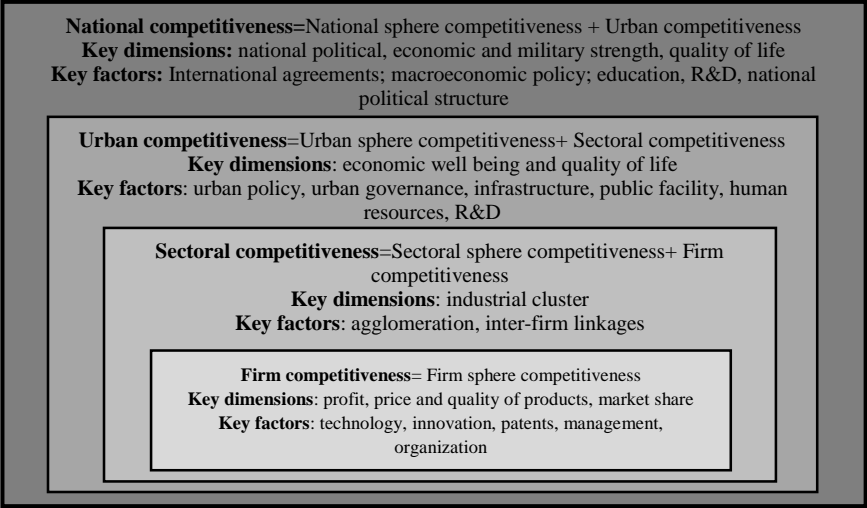 National competitiveness=National sphere competitiveness + Urban competitiveness
Key dimensions: national political, economic and military strength, quality of life
Key factors: International agreements; macroeconomic policy; education, R&D, national
political structure
Urban competitiveness=Urban sphere competitiveness+ Sectoral competitiveness
Key dimensions: economic well being and quality of life
Key factors: urban policy, urban governance, infrastructure, public facility, human
resources, R&D
Sectoral competitiveness=Sectoral sphere competitiveness+ Firm
competitiveness
Key dimensions: industrial cluster
Key factors: agglomeration, inter-firm linkages
Firm competitiveness= Firm sphere competitiveness
Key dimensions: profit, price and quality of products, market share
Key factors: technology, innovation, patents, management,
organization